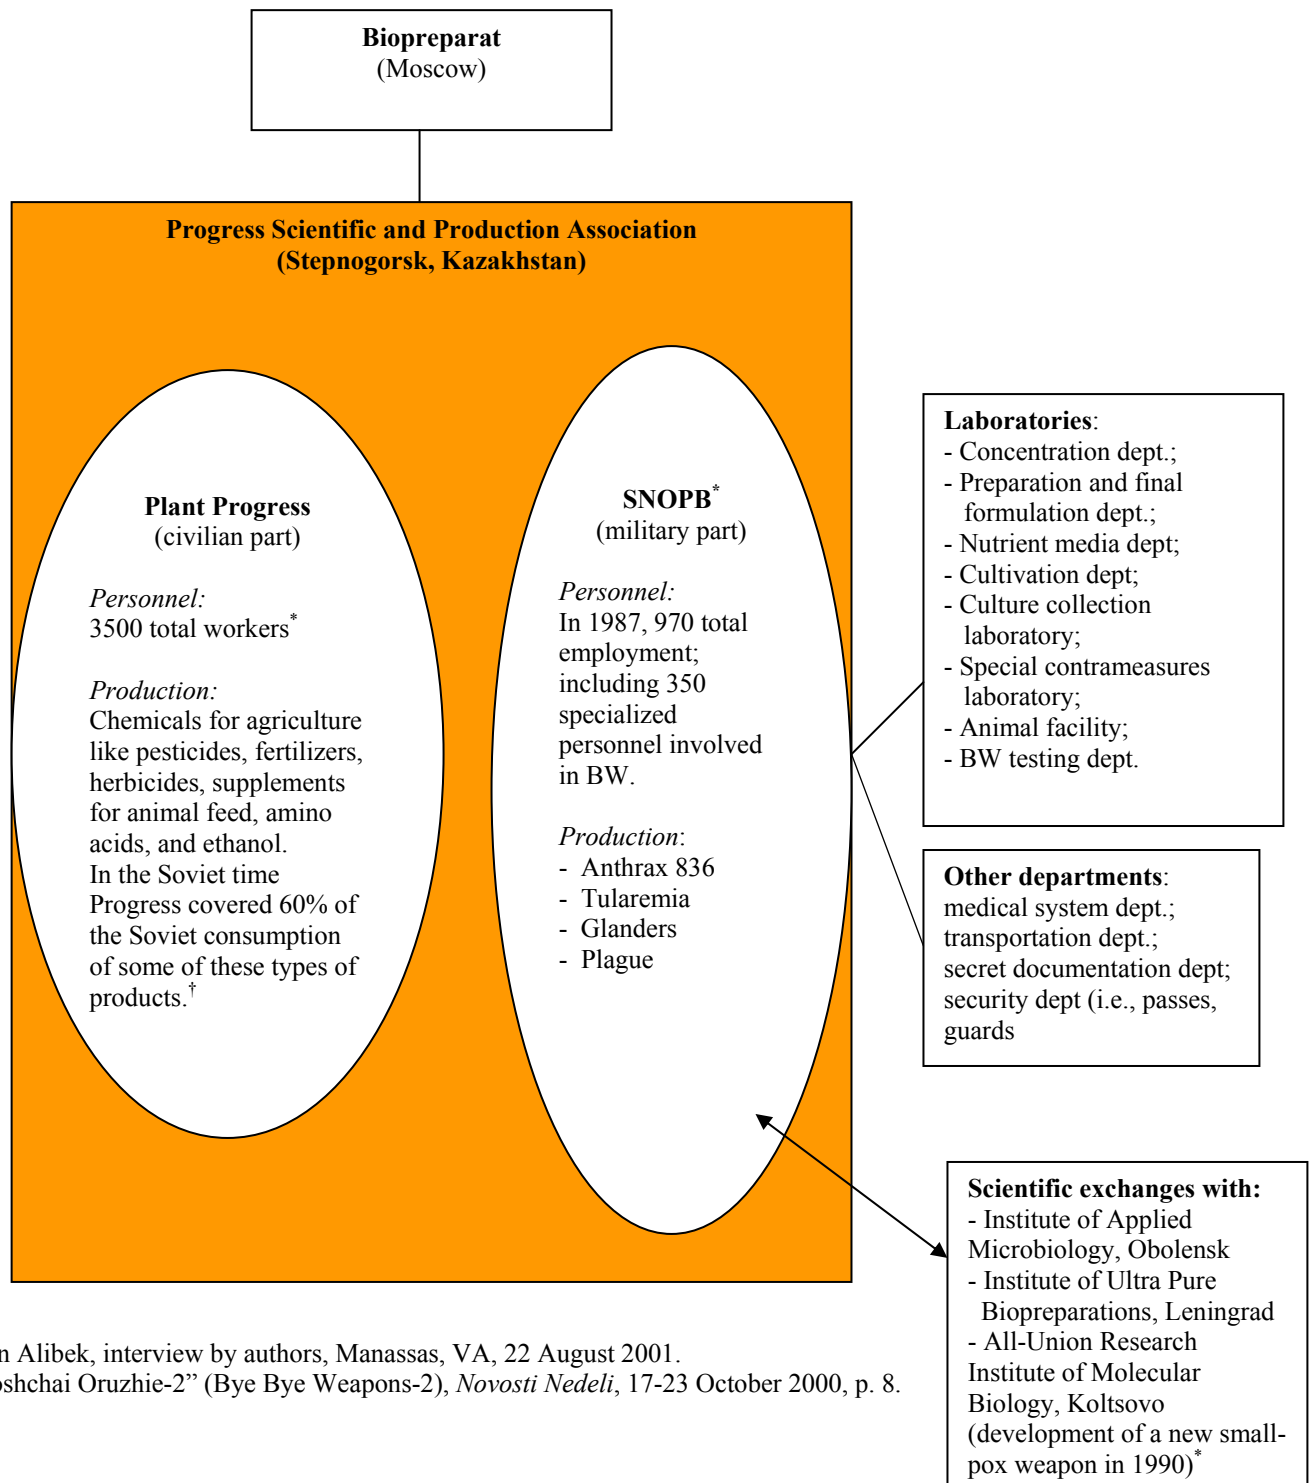 Biopreparat
(Moscow)
Progress Scientific and Production Association
(Stepnogorsk, Kazakhstan)
Plant Progress
(civilian part)
Personnel:
3500 total workers*
Production:
Chemicals for agriculture
like pesticides, fertilizers,
herbicides, supplements
for animal feed, amino
acids, and ethanol.
In the Soviet time
Progress covered 60% of
the Soviet consumption
of some of these types of
products.†
SNOPB*
(military part)
Personnel:
In 1987, 970 total
employment;
including 350
specialized
personnel involved
in BW.
Production:
- Anthrax 836
- Tularemia
- Glanders
- Plague
Laboratories:
- Concentration dept.;
- Preparation and final
formulation dept.;
- Nutrient media dept;
- Cultivation dept;
- Culture collection
laboratory;
- Special contrameasures
laboratory;
- Animal facility;
- BW testing dept.
Other departments:
medical system dept.;
transportation dept.;
secret documentation dept;
security dept (i.e., passes,
guards
Scientific exchanges with:
- Institute of Applied
Microbiology, Obolensk
- Institute of Ultra Pure
Biopreparations, Leningrad
- All-Union Research
Institute of Molecular
Biology, Koltsovo
(development of a new small-
pox weapon in 1990)*
n Alibek, interview by authors, Manassas, VA, 22 August 2001.
oshchai Oruzhie-2” (Bye Bye Weapons-2), Novosti Nedeli, 17-23 October 2000, p. 8.